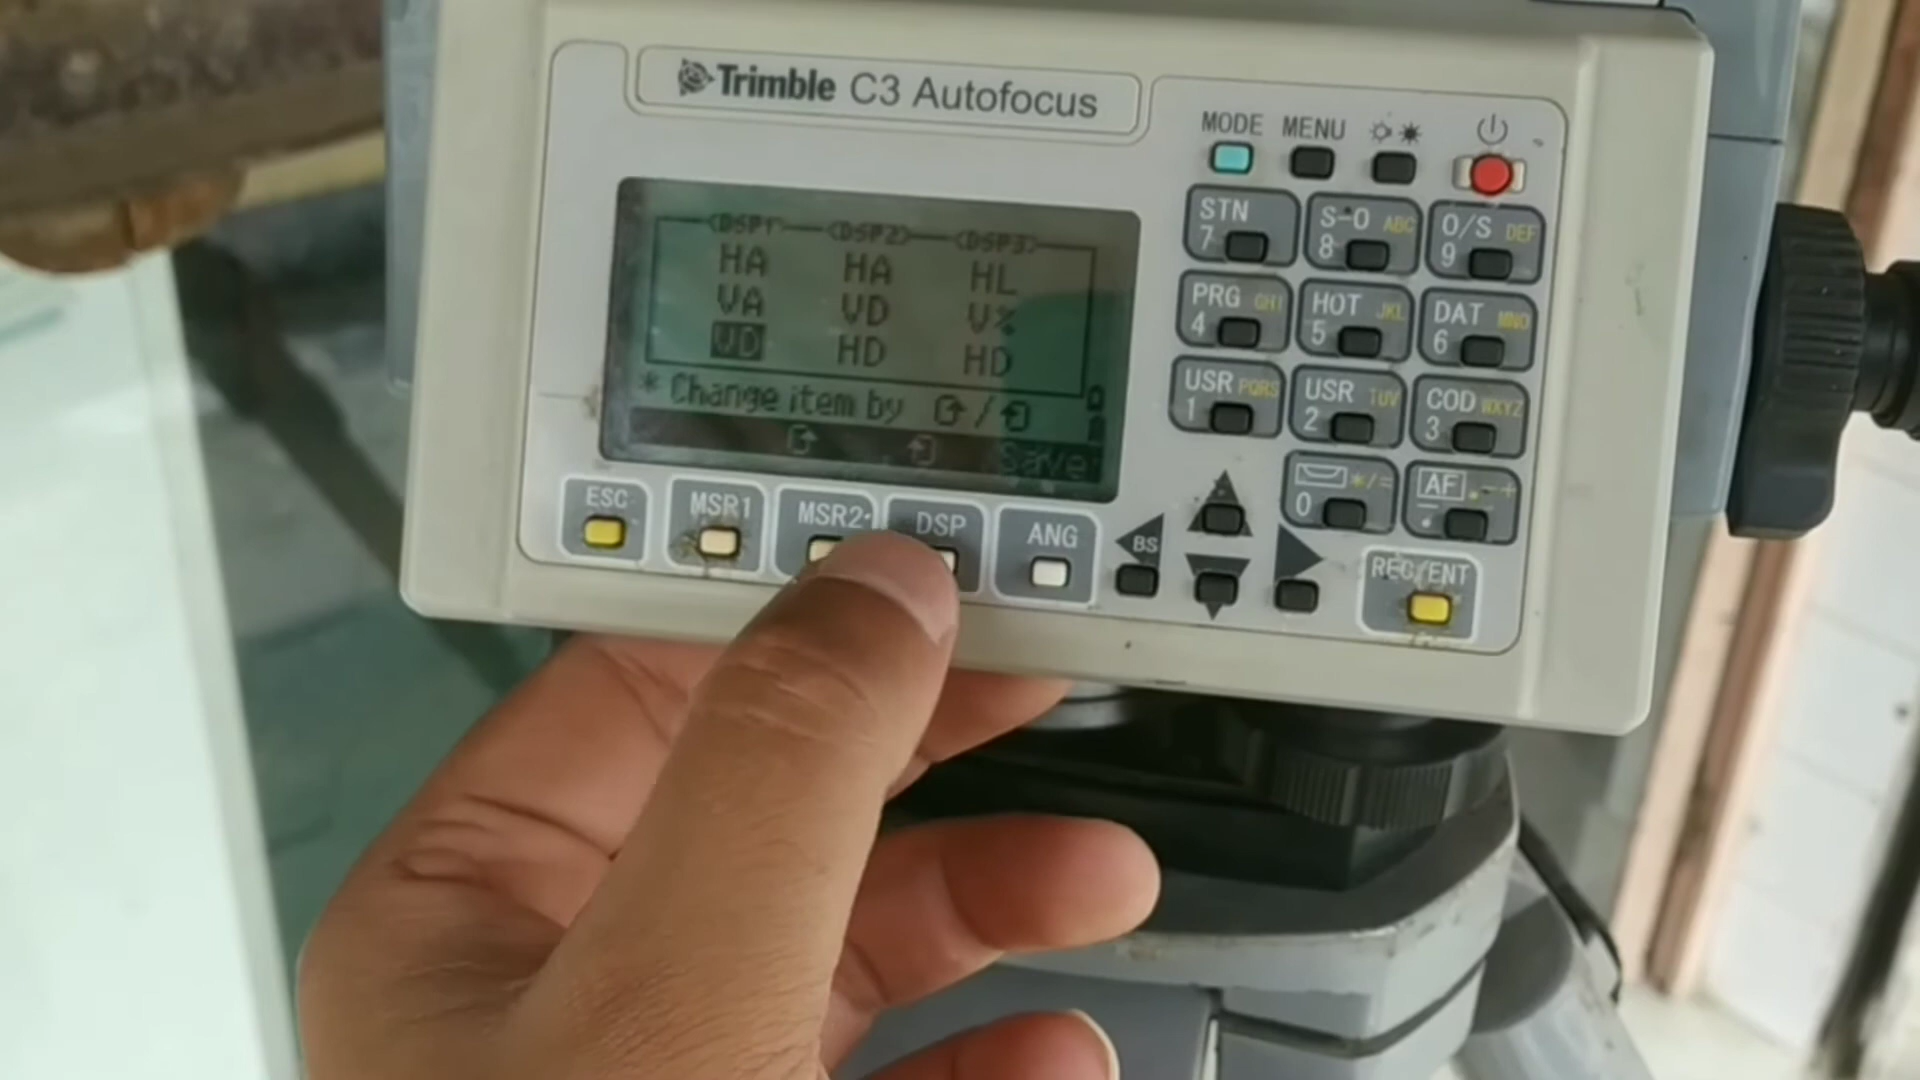 Trimble C3 Autofocus
MODE MENU
<DSP1> <DSP2> <DSP3>
HA HA HL
VA VD V%
VD HD HD
* Change item by /
Save
STN 7
S-O ABC 8
O/S DEF 9
PRG GHI 4
HOT JKL 5
DAT MNO 6
USR PQRS 1
USR TUV 2
COD WXYZ 3
0 */=
AF .-+
ESC
MSR1
MSR2
DSP
ANG
BS
REC/ENT